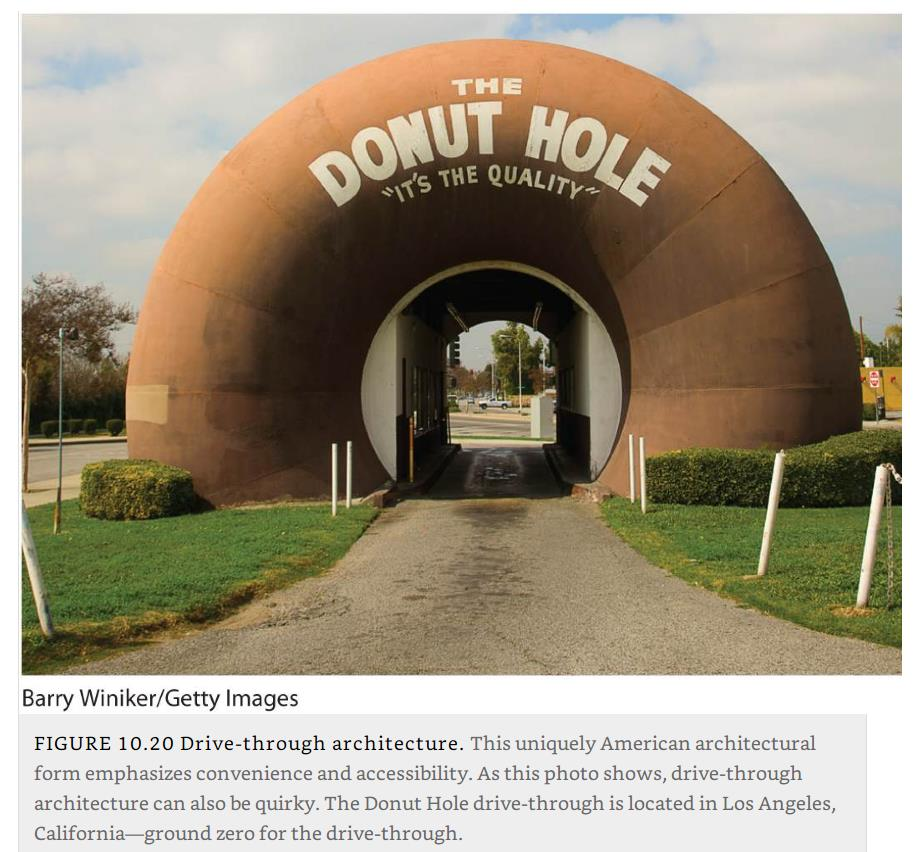 THE
DONUT HOLE
"IT'S THE QUALITY"
Barry Winiker/Getty Images
FIGURE 10.20 Drive-through architecture. This uniquely American architectural
form emphasizes convenience and accessibility. As this photo shows, drive-through
architecture can also be quirky. The Donut Hole drive-through is located in Los Angeles,
California—ground zero for the drive-through.